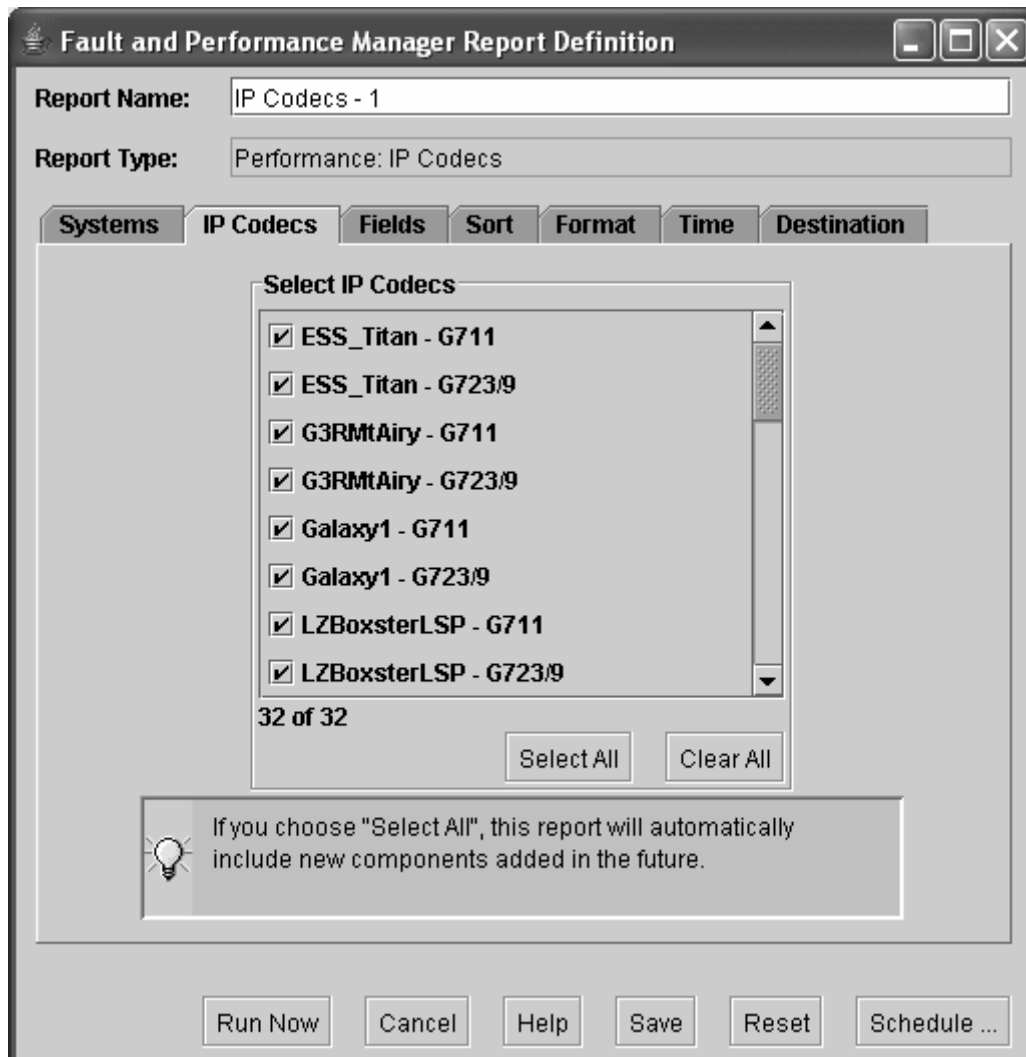 Fault and Performance Manager Report Definition
Report Name: IP Codecs - 1
Report Type: Performance: IP Codecs
Systems IP Codecs Fields Sort Format Time Destination
Select IP Codecs
ESS_Titan - G711
ESS_Titan - G723/9
G3RMtAiry - G711
G3RMtAiry - G723/9
Galaxy1 - G711
Galaxy1 - G723/9
LZBoxsterLSP - G711
LZBoxsterLSP - G723/9
32 of 32
Select All Clear All
If you choose "Select All", this report will automatically
include new components added in the future.
Run Now Cancel Help Save Reset Schedule ...